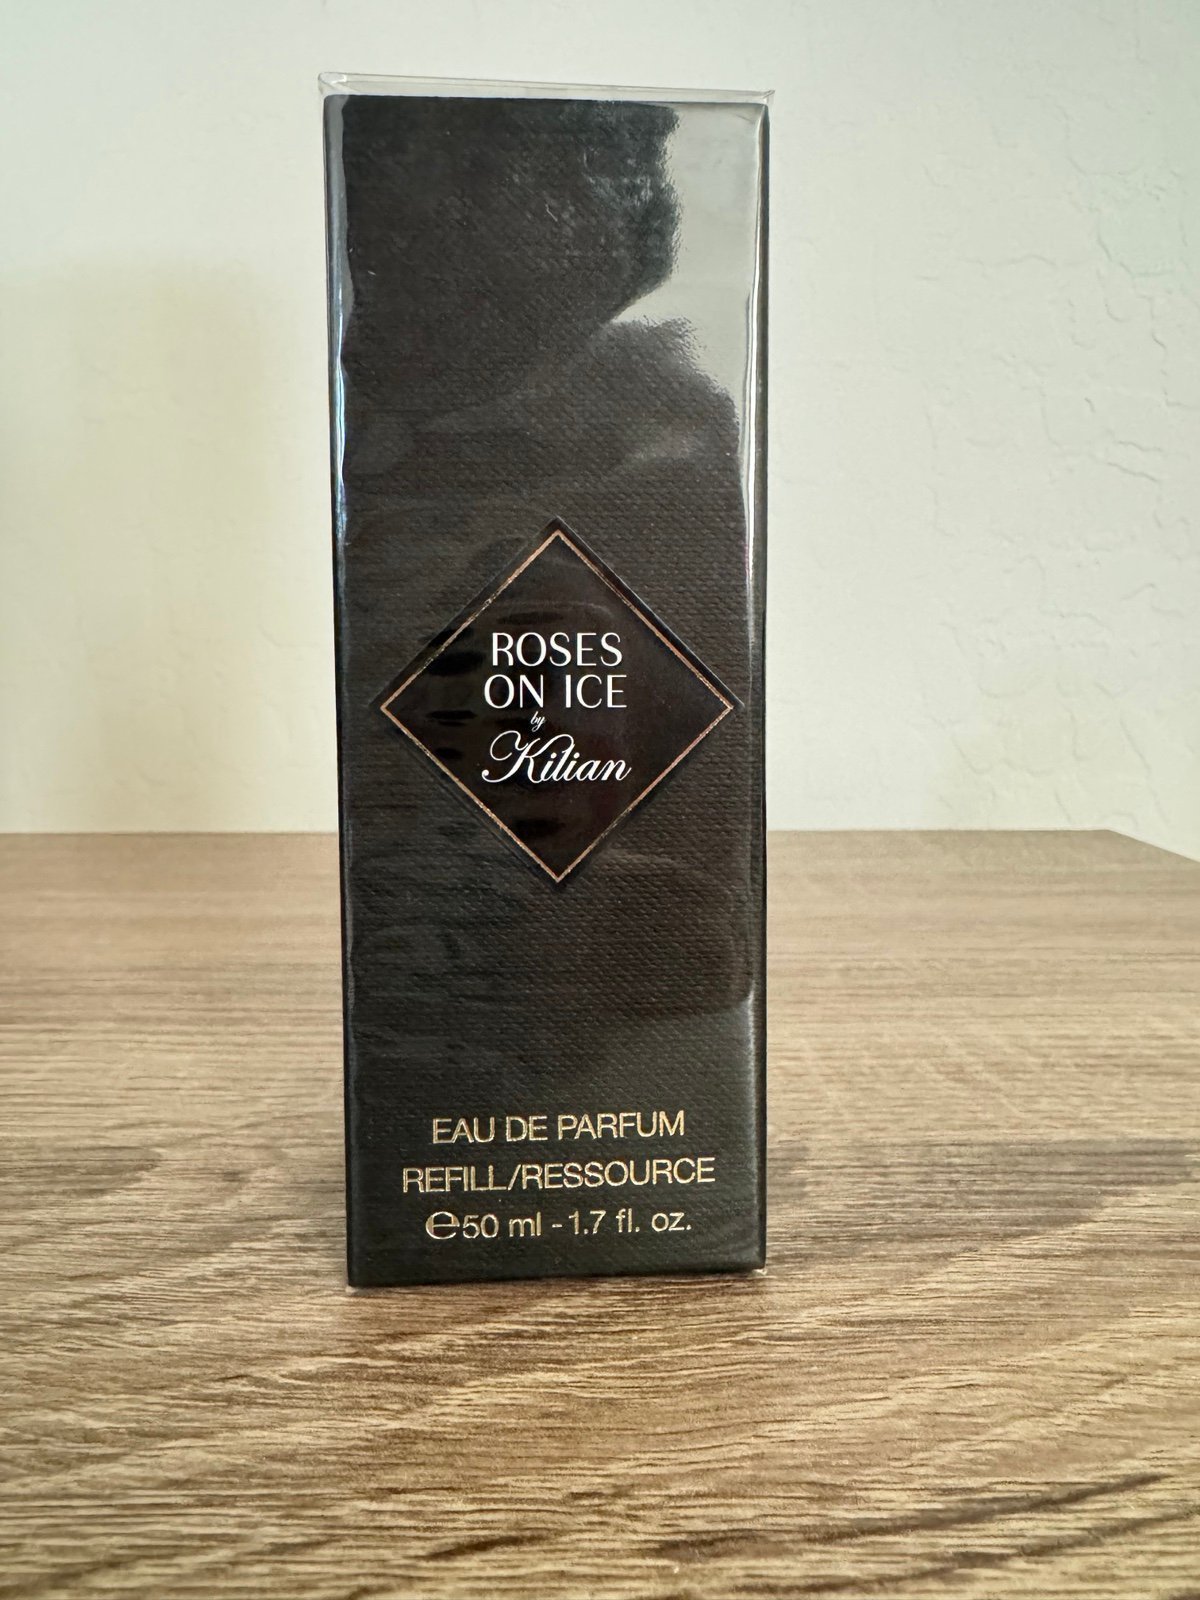 ROSES
ON ICE
by
Kilian
EAU DE PARFUM
REFILL/RESSOURCE
℮50 ml - 1.7 fl. oz.